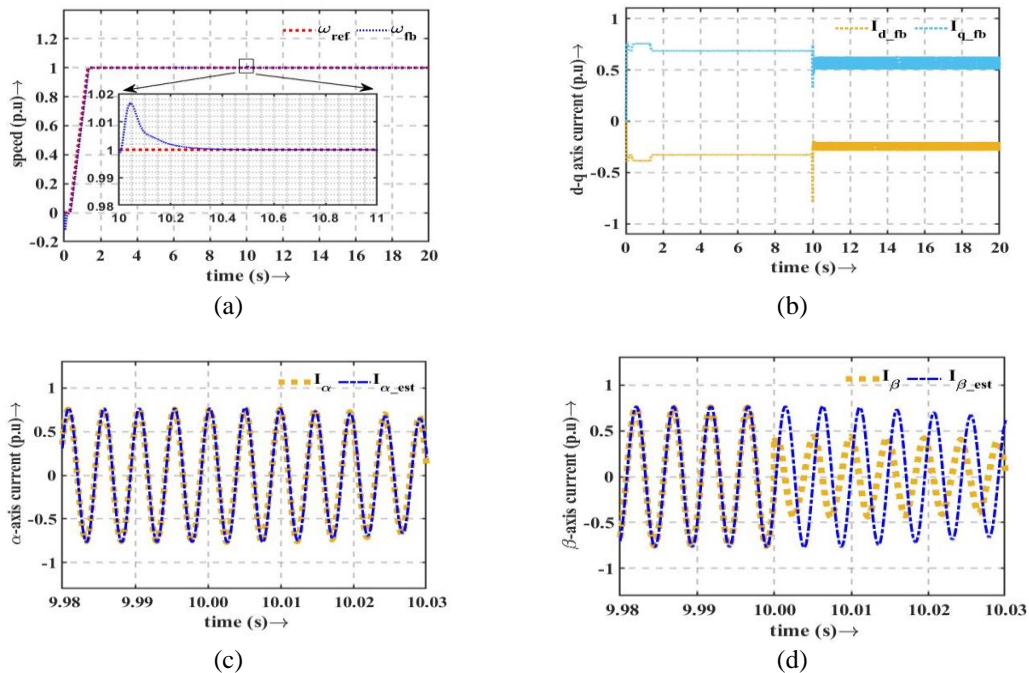 ω_ref ω_fb
speed (p.u)→
1.2
1
0.8
0.6
0.4
0.2
0
-0.2
1.02
1.01
1
0.99
0.98
10 10.2 10.4 10.6 10.8 11
0 2 4 6 8 10 12 14 16 18 20
time (s)→
(a)
I_d_fb I_q_fb
d-q axis current (p.u)→
1
0.5
0
-0.5
-1
0 2 4 6 8 10 12 14 16 18 20
time (s)→
(b)
I_α I_α_est
α-axis current (p.u)→
1
0.5
0
-0.5
-1
9.98 9.99 10.00 10.01 10.02 10.03
time (s)→
(c)
I_β I_β_est
β-axis current (p.u)→
1
0.5
0
-0.5
-1
9.98 9.99 10.00 10.01 10.02 10.03
time (s)→
(d)